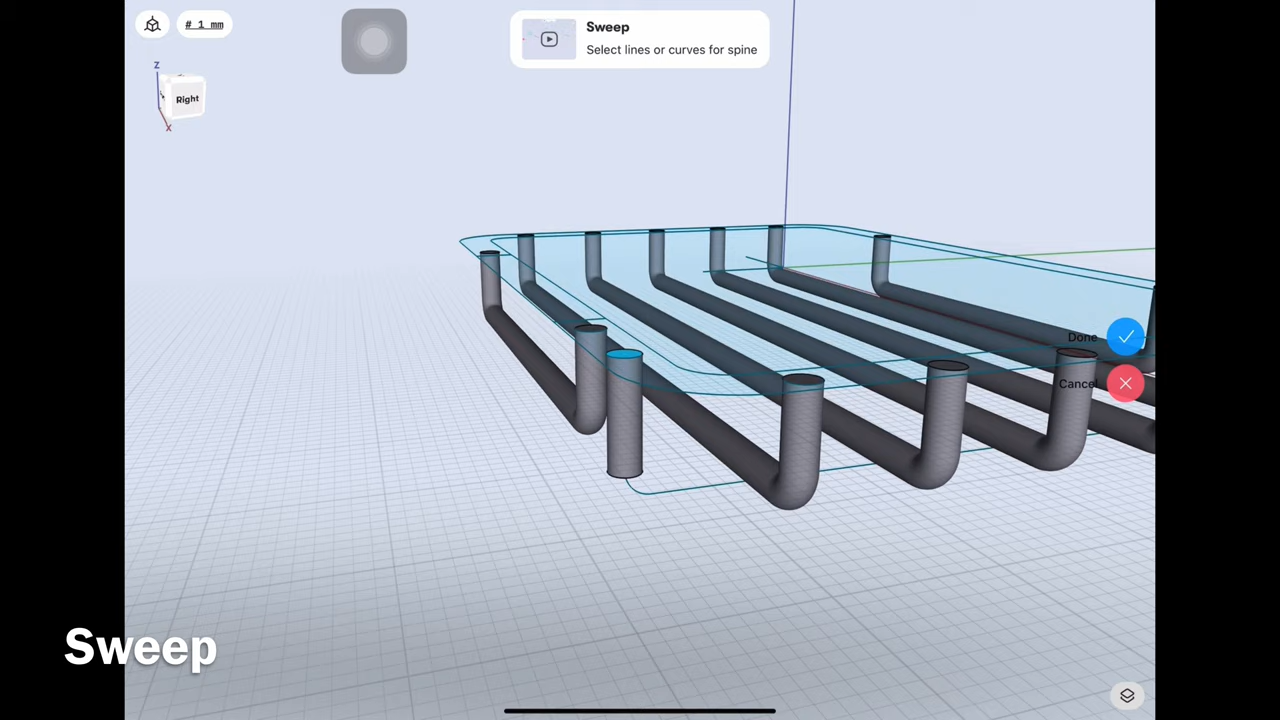 # 1 mm
Sweep
Select lines or curves for spine
Z
Right
X
Done
Cancel
Sweep